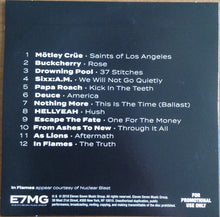 1 Mötley Crüe • Saints of Los Angeles
2 Buckcherry • Rose
3 Drowning Pool • 37 Stitches
4 Sixx:A.M. • We Will Not Go Quietly
5 Papa Roach • Kick In The Teeth
6 Deuce • America
7 Nothing More • This Is The Time (Ballast)
8 HELLYEAH • Hush
9 Escape the Fate • One For The Money
10 From Ashes To New • Through It All
11 As Lions • Aftermath
12 In Flames • The Truth
In Flames appear courtesy of Nuclear Blast
E7MG
FOR
PROMOTIONAL
USE ONLY